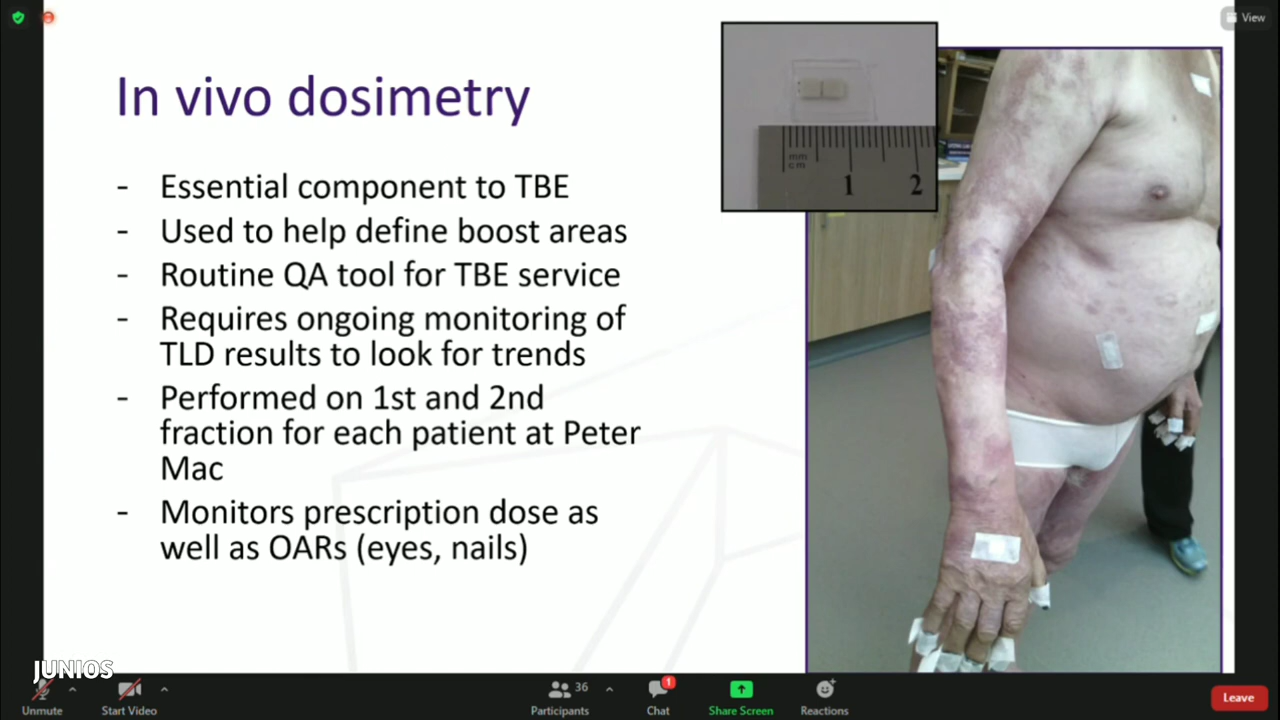 View
In vivo dosimetry
- Essential component to TBE
- Used to help define boost areas
- Routine QA tool for TBE service
- Requires ongoing monitoring of
TLD results to look for trends
- Performed on 1st and 2nd
fraction for each patient at Peter
Mac
- Monitors prescription dose as
well as OARs (eyes, nails)
mm
cm
1 2
JUNIOS
Unmute
Start Video
36
Participants
1
Chat
Share Screen
Reactions
Leave